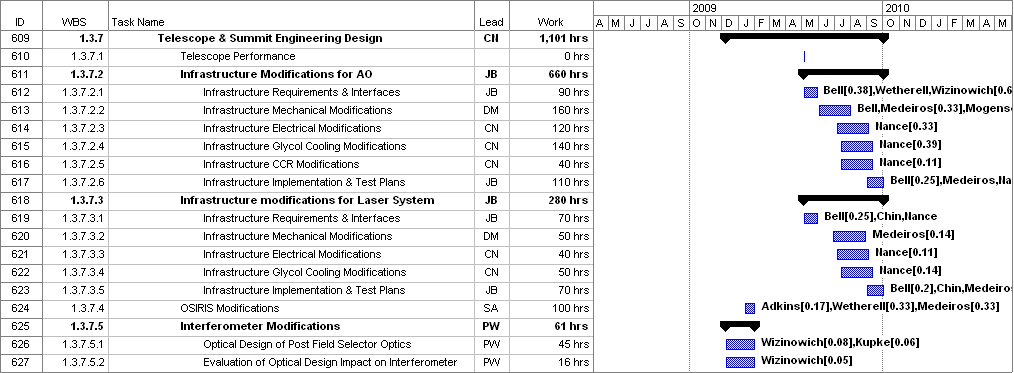 2009 2010
ID WBS Task Name Lead Work A M J J A S O N D J F M A M J J A S O N D J F M A M
609 1.3.7 Telescope & Summit Engineering Design CN 1,101 hrs
610 1.3.7.1 Telescope Performance 0 hrs
611 1.3.7.2 Infrastructure Modifications for AO JB 660 hrs
612 1.3.7.2.1 Infrastructure Requirements & Interfaces JB 90 hrs Bell[0.38],Wetherell,Wizinowich[0.6
613 1.3.7.2.2 Infrastructure Mechanical Modifications DM 160 hrs Bell,Medeiros[0.33],Mogens
614 1.3.7.2.3 Infrastructure Electrical Modifications CN 120 hrs Nance[0.33]
615 1.3.7.2.4 Infrastructure Glycol Cooling Modifications CN 140 hrs Nance[0.39]
616 1.3.7.2.5 Infrastructure CCR Modifications CN 40 hrs Nance[0.11]
617 1.3.7.2.6 Infrastructure Implementation & Test Plans JB 110 hrs Bell[0.25],Medeiros,Na
618 1.3.7.3 Infrastructure modifications for Laser System JB 280 hrs
619 1.3.7.3.1 Infrastructure Requirements & Interfaces JB 70 hrs Bell[0.25],Chin,Nance
620 1.3.7.3.2 Infrastructure Mechanical Modifications DM 50 hrs Medeiros[0.14]
621 1.3.7.3.3 Infrastructure Electrical Modifications CN 40 hrs Nance[0.11]
622 1.3.7.3.4 Infrastructure Glycol Cooling Modifications CN 50 hrs Nance[0.14]
623 1.3.7.3.5 Infrastructure Implementation & Test Plans JB 70 hrs Bell[0.2],Chin,Medeiros
624 1.3.7.4 OSIRIS Modifications SA 100 hrs Adkins[0.17],Wetherell[0.33],Medeiros[0.33]
625 1.3.7.5 Interferometer Modifications PW 61 hrs
626 1.3.7.5.1 Optical Design of Post Field Selector Optics PW 45 hrs Wizinowich[0.08],Kupke[0.06]
627 1.3.7.5.2 Evaluation of Optical Design Impact on Interferometer PW 16 hrs Wizinowich[0.05]